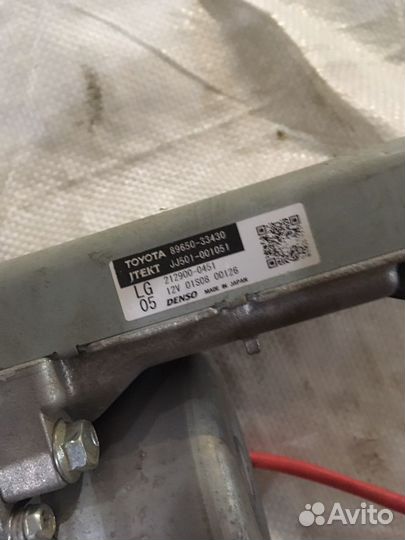 TOYOTA 89650-33430
JTEKT JJ501-001051
LG 212900-0451
05 12V 01S08 00126
DENSO MADE IN JAPAN
Avito